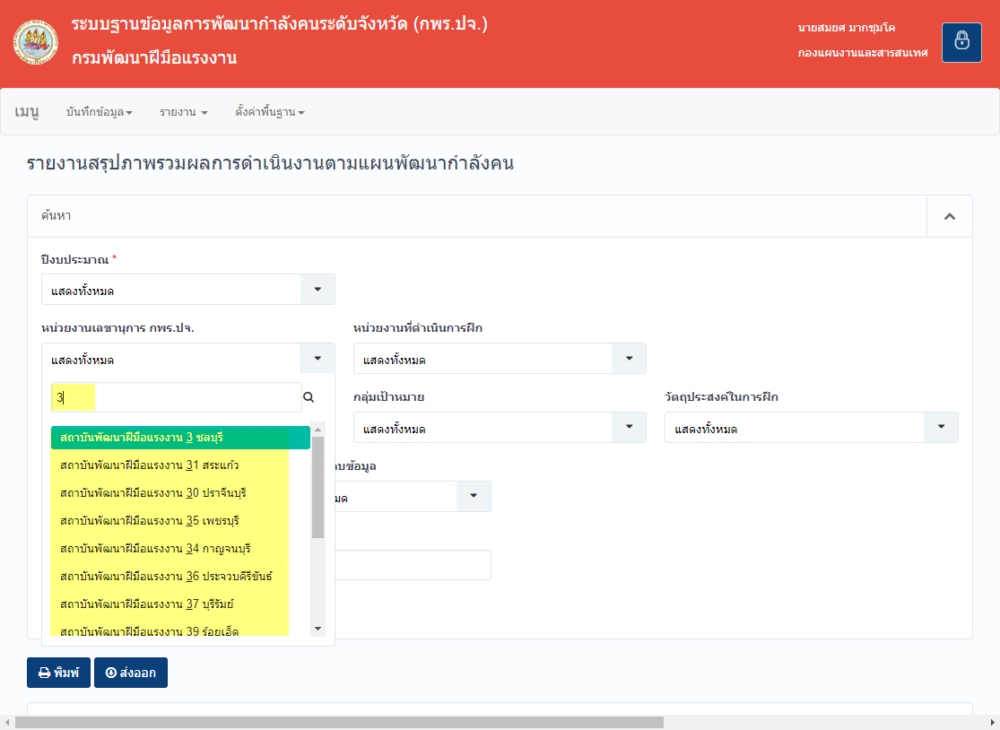 ระบบฐานข้อมูลการพัฒนากำลังคนระดับจังหวัด (กพร.ปจ.)
กรมพัฒนาฝีมือแรงงาน
นายสมยศ มากชุมโค
กองแผนงานและสารสนเทศ
เมนู บันทึกข้อมูล รายงาน ตั้งค่าพื้นฐาน
รายงานสรุปภาพรวมผลการดำเนินงานตามแผนพัฒนากำลังคน
ค้นหา
ปีงบประมาณ *
แสดงทั้งหมด
หน่วยงานเลขานุการ กพร.ปจ. หน่วยงานที่ดำเนินการฝึก
แสดงทั้งหมด แสดงทั้งหมด
3
กลุ่มเป้าหมาย วัตถุประสงค์ในการฝึก
แสดงทั้งหมด แสดงทั้งหมด
สถาบันพัฒนาฝีมือแรงงาน 3 ชลบุรี
สถาบันพัฒนาฝีมือแรงงาน 31 สระแก้ว
สถาบันพัฒนาฝีมือแรงงาน 30 ปราจีนบุรี
สถาบันพัฒนาฝีมือแรงงาน 35 เพชรบุรี
สถาบันพัฒนาฝีมือแรงงาน 34 กาญจนบุรี
สถาบันพัฒนาฝีมือแรงงาน 36 ประจวบคีรีขันธ์
สถาบันพัฒนาฝีมือแรงงาน 37 บุรีรัมย์
สถาบันพัฒนาฝีมือแรงงาน 39 ร้อยเอ็ด
พิมพ์ ส่งออก